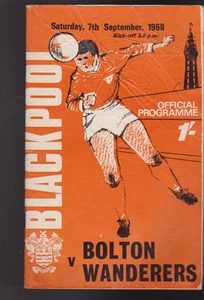 Saturday, 7th September, 1968
Kick-off 3.0 p.m.
BLACKPOOL
OFFICIAL
PROGRAMME
1/-
v
BOLTON
WANDERERS